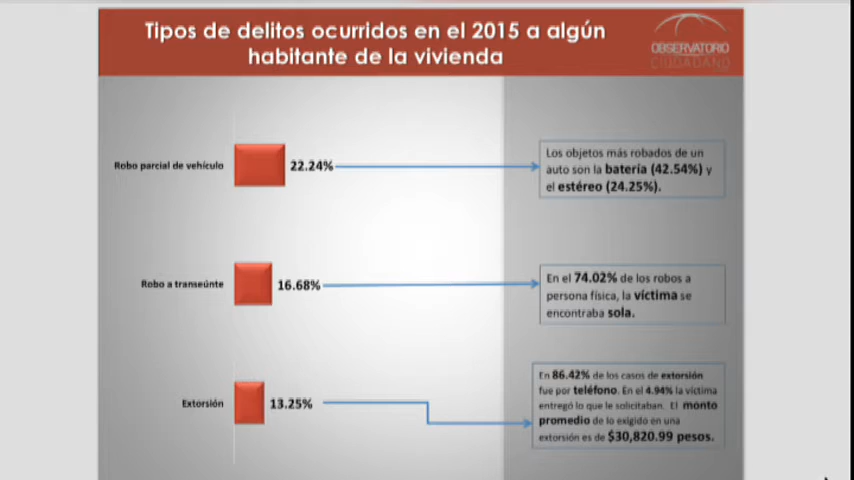 Tipos de delitos ocurridos en el 2015 a algún
habitante de la vivienda
OBSERVATORIO
CIUDADANO
Robo parcial de vehículo
22.24%
Los objetos más robados de un
auto son la batería (42.54%) y
el estéreo (24.25%).
Robo a transeúnte
16.68%
En el 74.02% de los robos a
persona física, la víctima se
encontraba sola.
Extorsión
13.25%
En 86.42% de los casos de extorsión
fue por teléfono. En el 4.94% la víctima
entregó lo que le solicitaban. El monto
promedio de lo exigido en una
extorsión es de $30,820.99 pesos.